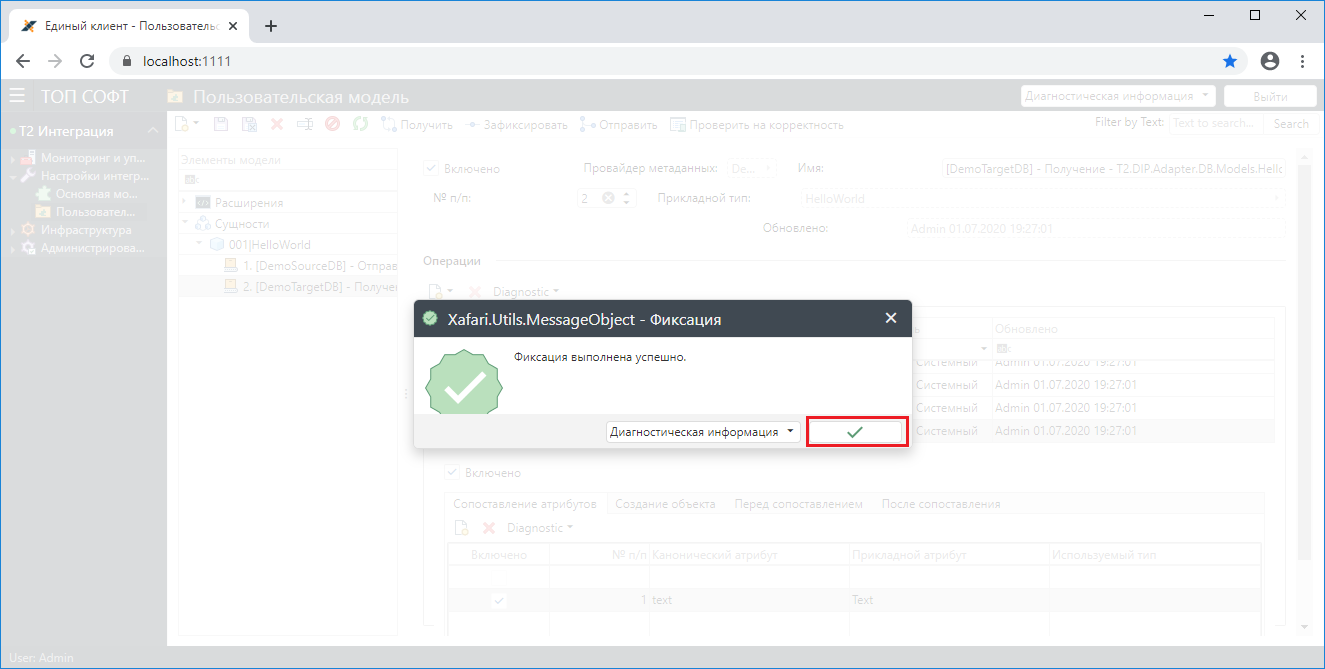 Единый клиент - Пользовательс
localhost:1111
ТОП СОФТ
Пользовательская модель
Диагностическая информация
Выйти
Т2 Интеграция
Получить
Зафиксировать
Отправить
Проверить на корректность
Filter by Text:
Text to search...
Search
Мониторинг и уп...
Настройки интегр...
Основная мо...
Пользовател...
Инфраструктура
Администрирова...
Элементы модели
Расширения
Сущности
001|HelloWorld
1. [DemoSourceDB] - Отправ
2. [DemoTargetDB] - Получе
Включено
Провайдер метаданных:
De...
Имя:
[DemoTargetDB] - Получение - T2.DIP.Adapter.DB.Models.Hello
№ п/п:
2
Прикладной тип:
HelloWorld
Обновлено:
Admin 01.07.2020 19:27:01
Операции
Diagnostic
Xafari.Utils.MessageObject - Фиксация
Фиксация выполнена успешно.
Диагностическая информация
Обновлено
Системный Admin 01.07.2020 19:27:01
Системный Admin 01.07.2020 19:27:01
Системный Admin 01.07.2020 19:27:01
Системный Admin 01.07.2020 19:27:01
Включено
Сопоставление атрибутов
Создание объекта
Перед сопоставлением
После сопоставления
Diagnostic
Включено
№ п/п
Канонический атрибут
Прикладной атрибут
Используемый тип
1 text Text
User: Admin